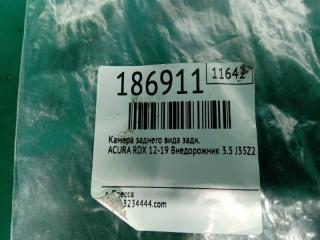 186911
11642
Камера заднего вида задн.
ACURA RDX 12-19 Внедорожник 3.5 J35Z2
3234444.com